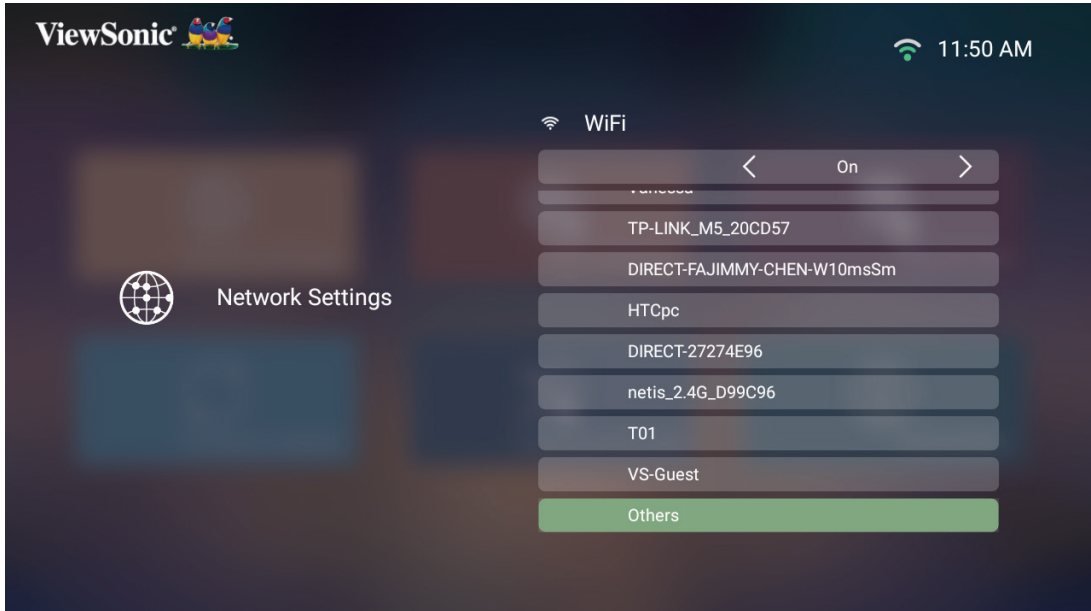 ViewSonic
11:50 AM
WiFi
On
Vanessa
TP-LINK_M5_20CD57
DIRECT-FAJIMMY-CHEN-W10msSm
Network Settings
HTCpc
DIRECT-27274E96
netis_2.4G_D99C96
T01
VS-Guest
Others